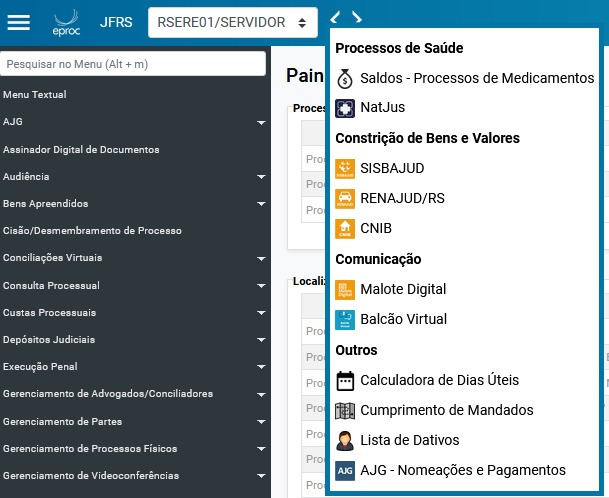 eproc
JFRS
RSERE01/SERVIDOR
Pesquisar no Menu (Alt + m)
Menu Textual
AJG
Assinador Digital de Documentos
Audiência
Bens Apreendidos
Cisão/Desmembramento de Processo
Conciliações Virtuais
Consulta Processual
Custas Processuais
Depósitos Judiciais
Execução Penal
Gerenciamento de Advogados/Conciliadores
Gerenciamento de Partes
Gerenciamento de Processos Físicos
Gerenciamento de Videoconferências
Pain
Proces
Proc
Proc
Proc
Localiz
Proc
Proc
Proc
Proc
Proc
Proc
Processos de Saúde
Saldos - Processos de Medicamentos
NatJus
Constrição de Bens e Valores
SISBAJUD
RENAJUD/RS
CNIB
Comunicação
Malote Digital
Balcão Virtual
Outros
Calculadora de Dias Úteis
Cumprimento de Mandados
Lista de Dativos
AJG
AJG - Nomeações e Pagamentos